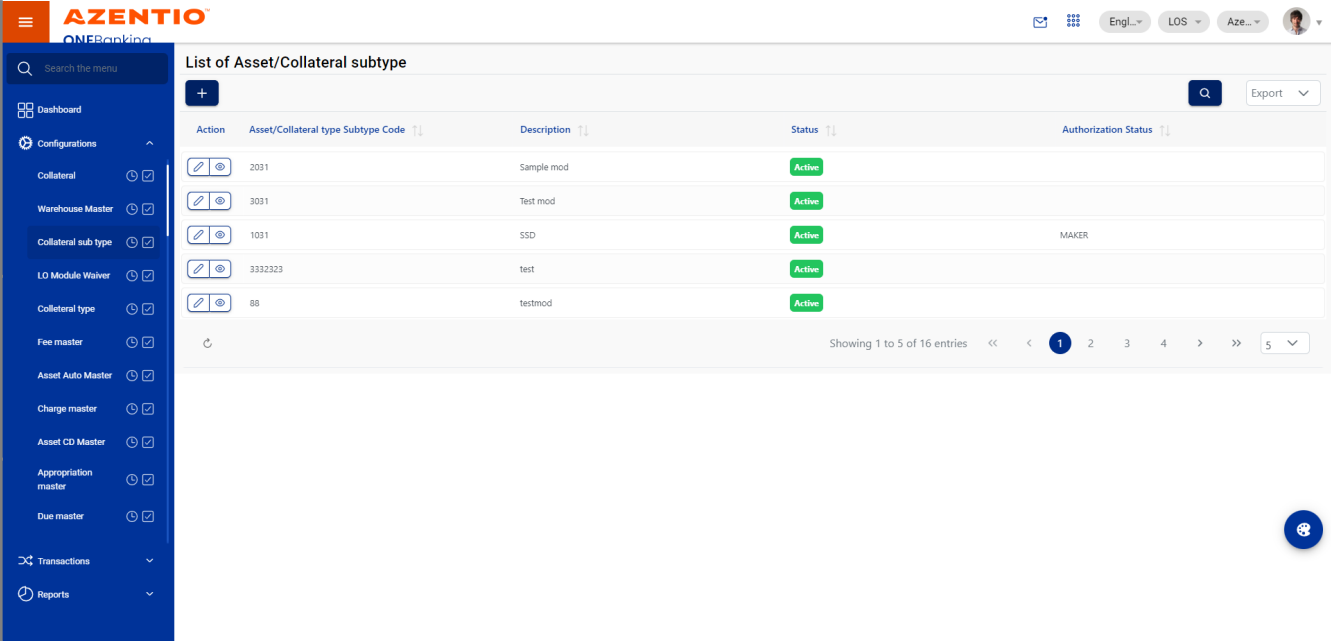 AZENTIO
ONEBanking
Engl...
LOS
Aze...
Search the menu
Dashboard
Configurations
Collateral
Warehouse Master
Collateral sub type
LO Module Waiver
Colleteral type
Fee master
Asset Auto Master
Charge master
Asset CD Master
Appropriation
master
Due master
Transactions
Reports
List of Asset/Collateral subtype
+
Export
Action Asset/Collateral type Subtype Code Description Status Authorization Status
2031 Sample mod Active
3031 Test mod Active
1031 SSD Active MAKER
3332323 test Active
88 testmod Active
Showing 1 to 5 of 16 entries << < 1 2 3 4 > >> 5